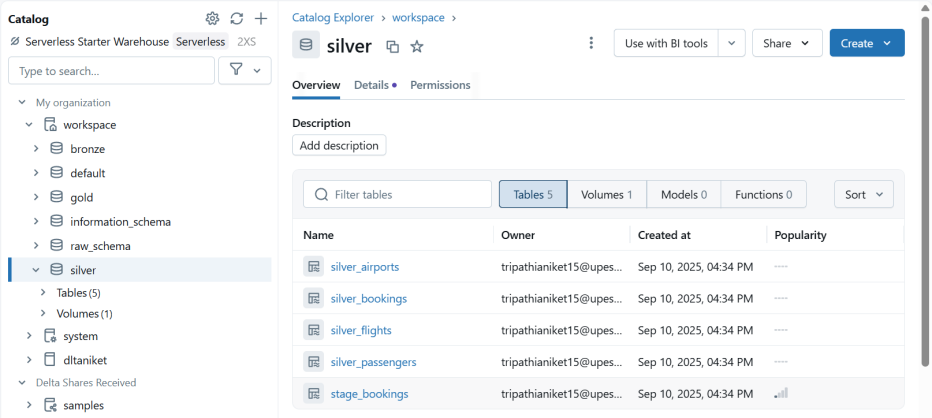 Catalog
Serverless Starter Warehouse Serverless 2XS
Type to search...
My organization
workspace
bronze
default
gold
information_schema
raw_schema
silver
Tables (5)
Volumes (1)
system
dltaniket
Delta Shares Received
samples
Catalog Explorer > workspace >
silver
Use with BI tools
Share
Create
Overview Details Permissions
Description
Add description
Filter tables
Tables 5 Volumes 1 Models 0 Functions 0
Sort
Name Owner Created at Popularity
silver_airports tripathianiket15@upes... Sep 10, 2025, 04:34 PM ----
silver_bookings tripathianiket15@upes... Sep 10, 2025, 04:34 PM ----
silver_flights tripathianiket15@upes... Sep 10, 2025, 04:34 PM ----
silver_passengers tripathianiket15@upes... Sep 10, 2025, 04:34 PM ----
stage_bookings tripathianiket15@upes... Sep 10, 2025, 04:34 PM